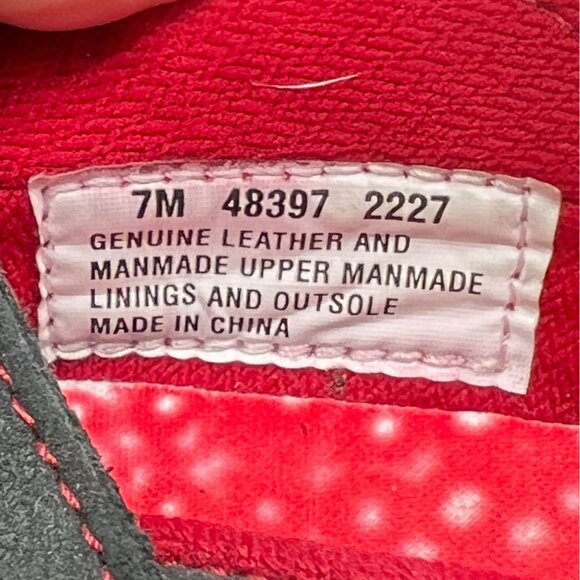 7M 48397 2227
GENUINE LEATHER AND
MANMADE UPPER MANMADE
LININGS AND OUTSOLE
MADE IN CHINA